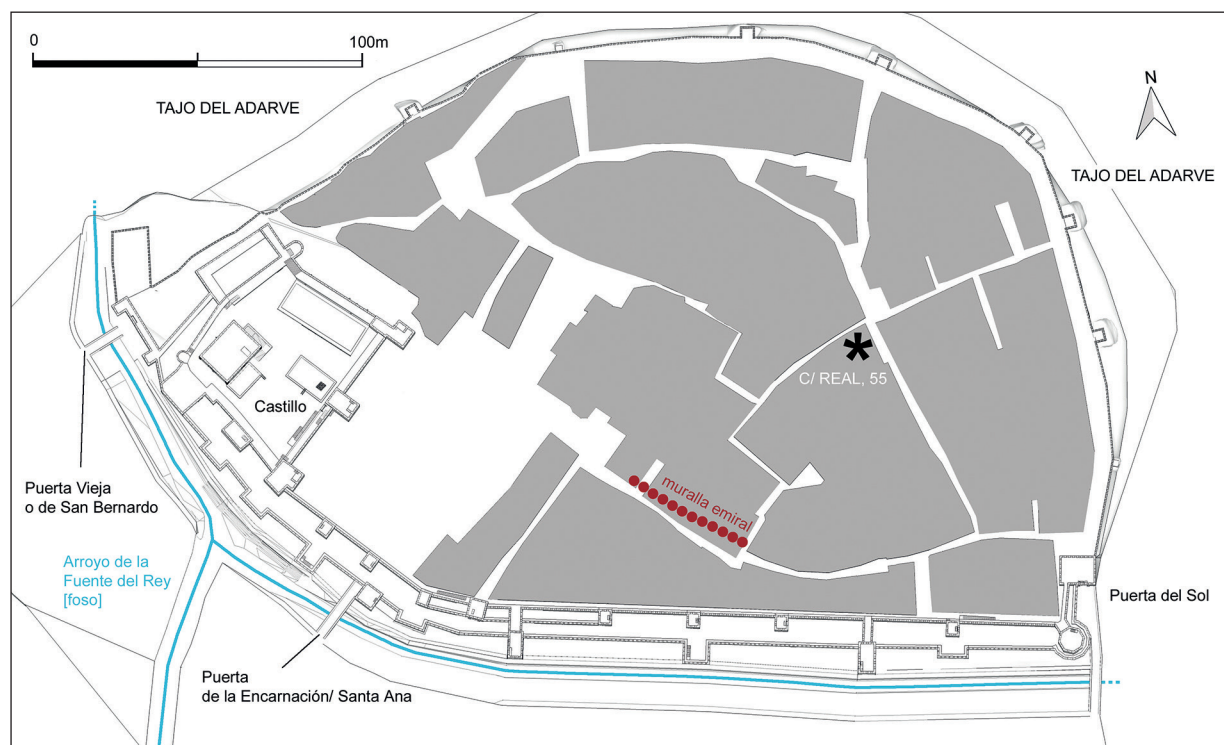 0
100m
TAJO DEL ADARVE
N
TAJO DEL ADARVE
C/ REAL, 55
Castillo
muralla emiral
Puerta Vieja
o de San Bernardo
Arroyo de la
Fuente del Rey
[foso]
Puerta del Sol
Puerta
de la Encarnación/ Santa Ana